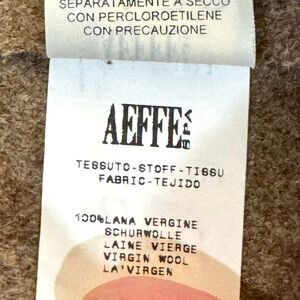 SEPARATAMENTE A SECCO
CON PERCLOROETILENE
CON PRECAUZIONE
AEFFE SPA
TESSUTO-STOFF-TISSU
FABRIC-TEJIDO
100%LANA VERGINE
SCHURWOLLE
LAINE VIERGE
VIRGIN WOOL
LA'VIRGEN